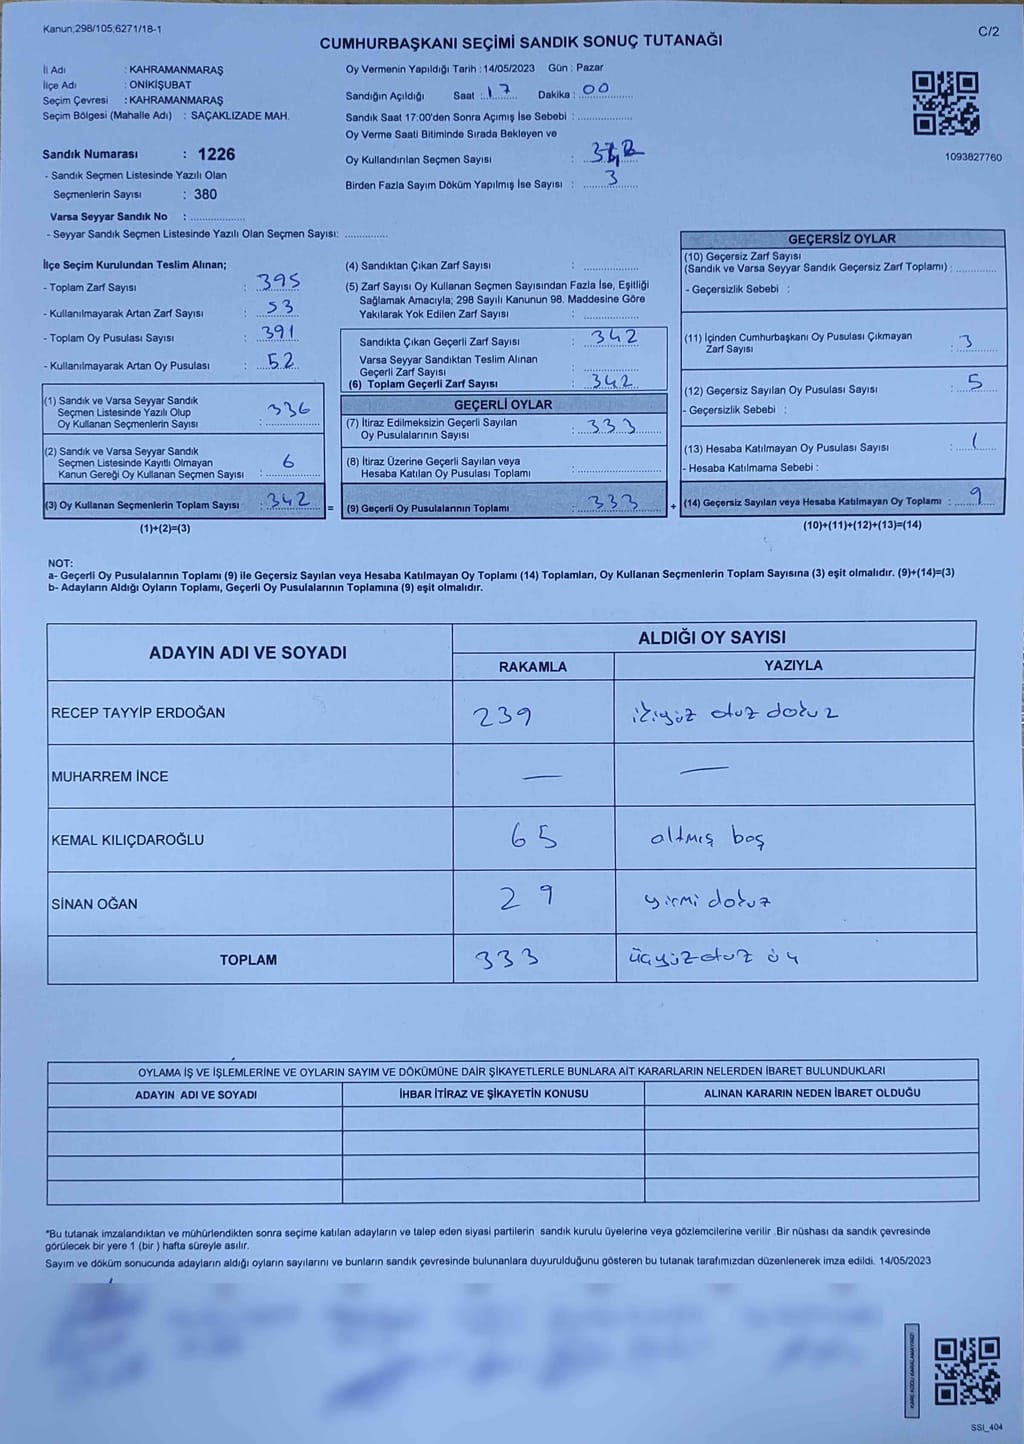 Kanun;298/105,6271/18-1
C/2
CUMHURBAŞKANI SEÇİMİ SANDIK SONUÇ TUTANAĞI
İl Adı : KAHRAMANMARAŞ
İlçe Adı : ONİKİŞUBAT
Seçim Çevresi : KAHRAMANMARAŞ
Seçim Bölgesi (Mahalle Adı) : SAÇAKLIZADE MAH.
Sandık Numarası : 1226
- Sandık Seçmen Listesinde Yazılı Olan
Seçmenlerin Sayısı : 380
Varsa Seyyar Sandık No : ..................
- Seyyar Sandık Seçmen Listesinde Yazılı Olan Seçmen Sayısı: ..............
Oy Vermenin Yapıldığı Tarih : 14/05/2023 Gün : Pazar
Sandığın Açıldığı Saat : 17 Dakika : 00
Sandık Saat 17:00'den Sonra Açımış İse Sebebi : ..................
Oy Verme Saati Bitiminde Sırada Bekleyen ve
Oy Kullandırılan Seçmen Sayısı :
Birden Fazla Sayım Döküm Yapılmış İse Sayısı : 3
1093827760
İlçe Seçim Kurulundan Teslim Alınan;
- Toplam Zarf Sayısı : 395
- Kullanılmayarak Artan Zarf Sayısı : 53
- Toplam Oy Pusulası Sayısı : 391
- Kullanılmayarak Artan Oy Pusulası : 52
(1) Sandık ve Varsa Seyyar Sandık
Seçmen Listesinde Yazılı Olup
Oy Kullanan Seçmenlerin Sayısı : 336
(2) Sandık ve Varsa Seyyar Sandık
Seçmen Listesinde Kayıtlı Olmayan
Kanun Gereği Oy Kullanan Seçmen Sayısı : 6
(3) Oy Kullanan Seçmenlerin Toplam Sayısı : 342
=
(1)+(2)=(3)
(4) Sandıktan Çıkan Zarf Sayısı : ..................
(5) Zarf Sayısı Oy Kullanan Seçmen Sayısından Fazla İse, Eşitliği
Sağlamak Amacıyla; 298 Sayılı Kanunun 98. Maddesine Göre
Yakılarak Yok Edilen Zarf Sayısı : ..................
Sandıkta Çıkan Geçerli Zarf Sayısı : 342
Varsa Seyyar Sandıktan Teslim Alınan
Geçerli Zarf Sayısı : ..................
(6) Toplam Geçerli Zarf Sayısı : 342
GEÇERLİ OYLAR
(7) İtiraz Edilmeksizin Geçerli Sayılan
Oy Pusulalarının Sayısı : 333
(8) İtiraz Üzerine Geçerli Sayılan veya
Hesaba Katılan Oy Pusulası Toplamı : ..................
(9) Geçerli Oy Pusulalarının Toplamı : 333
+
GEÇERSİZ OYLAR
(10) Geçersiz Zarf Sayısı
(Sandık ve Varsa Seyyar Sandık Geçersiz Zarf Toplamı) : ..............
- Geçersizlik Sebebi :
(11) İçinden Cumhurbaşkanı Oy Pusulası Çıkmayan
Zarf Sayısı : 3
(12) Geçersiz Sayılan Oy Pusulası Sayısı : 5
- Geçersizlik Sebebi :
(13) Hesaba Katılmayan Oy Pusulası Sayısı : 1
- Hesaba Katılmama Sebebi :
(14) Geçersiz Sayılan veya Hesaba Katılmayan Oy Toplamı : 9
(10)+(11)+(12)+(13)=(14)
NOT:
a- Geçerli Oy Pusulalarının Toplamı (9) ile Geçersiz Sayılan veya Hesaba Katılmayan Oy Toplamı (14) Toplamları, Oy Kullanan Seçmenlerin Toplam Sayısına (3) eşit olmalıdır. (9)+(14)=(3)
b- Adayların Aldığı Oyların Toplamı, Geçerli Oy Pusulalarının Toplamına (9) eşit olmalıdır.
ADAYIN ADI VE SOYADI
ALDIĞI OY SAYISI
RAKAMLA YAZIYLA
RECEP TAYYİP ERDOĞAN 239 ikiyüz otuz dokuz
MUHARREM İNCE — —
KEMAL KILIÇDAROĞLU 65 altmış beş
SİNAN OĞAN 29 yirmi dokuz
TOPLAM 333 üçyüz otuz üç
OYLAMA İŞ VE İŞLEMLERİNE VE OYLARIN SAYIM VE DÖKÜMÜNE DAİR ŞİKAYETLERLE BUNLARA AİT KARARLARIN NELERDEN İBARET BULUNDUKLARI
ADAYIN ADI VE SOYADI İHBAR İTİRAZ VE ŞİKAYETİN KONUSU ALINAN KARARIN NEDEN İBARET OLDUĞU
*Bu tutanak imzalandıktan ve mühürlendikten sonra seçime katılan adayların ve talep eden siyasi partilerin sandık kurulu üyelerine veya gözlemcilerine verilir .Bir nüshası da sandık çevresinde
görülecek bir yere 1 (bir ) hafta süreyle asılır.
Sayım ve döküm sonucunda adayların aldığı oyların sayılarını ve bunların sandık çevresinde bulunanlara duyurulduğunu gösteren bu tutanak tarafımızdan düzenlenerek imza edildi. 14/05/2023
KARE KODU KARALAMAYINIZ!
SSI_404